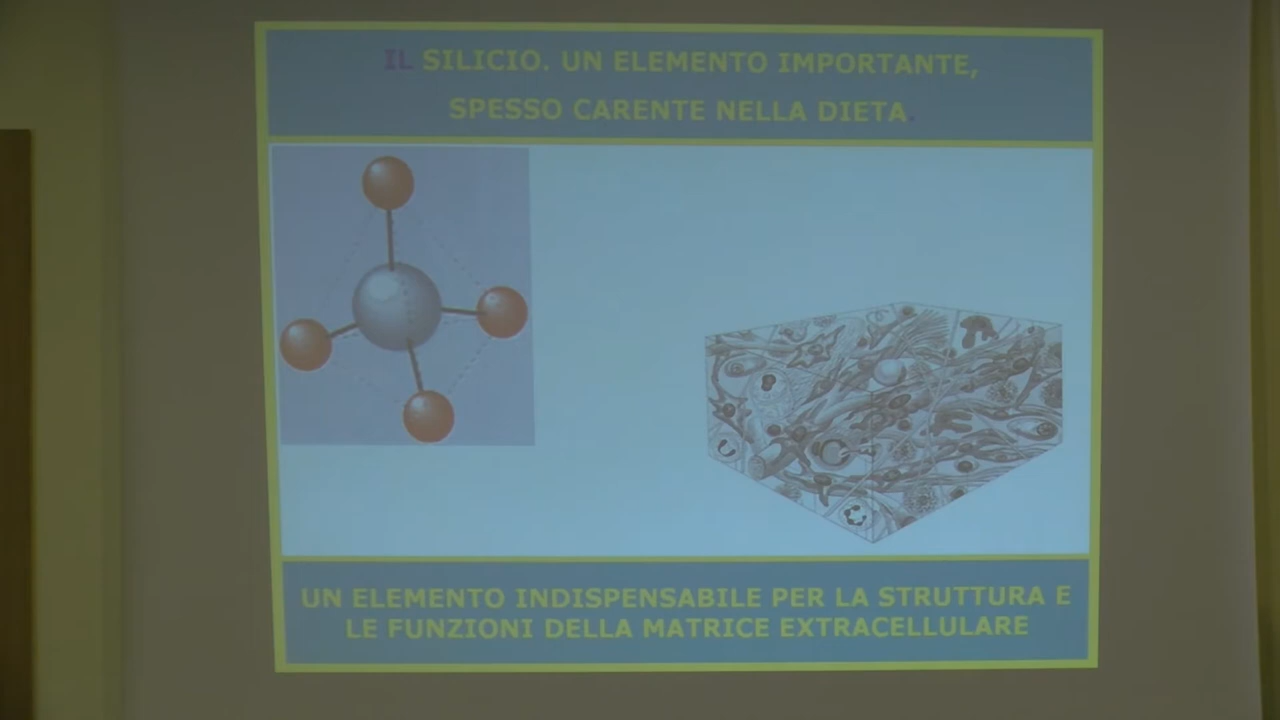 IL SILICIO. UN ELEMENTO IMPORTANTE,
SPESSO CARENTE NELLA DIETA.
UN ELEMENTO INDISPENSABILE PER LA STRUTTURA E
LE FUNZIONI DELLA MATRICE EXTRACELLULARE